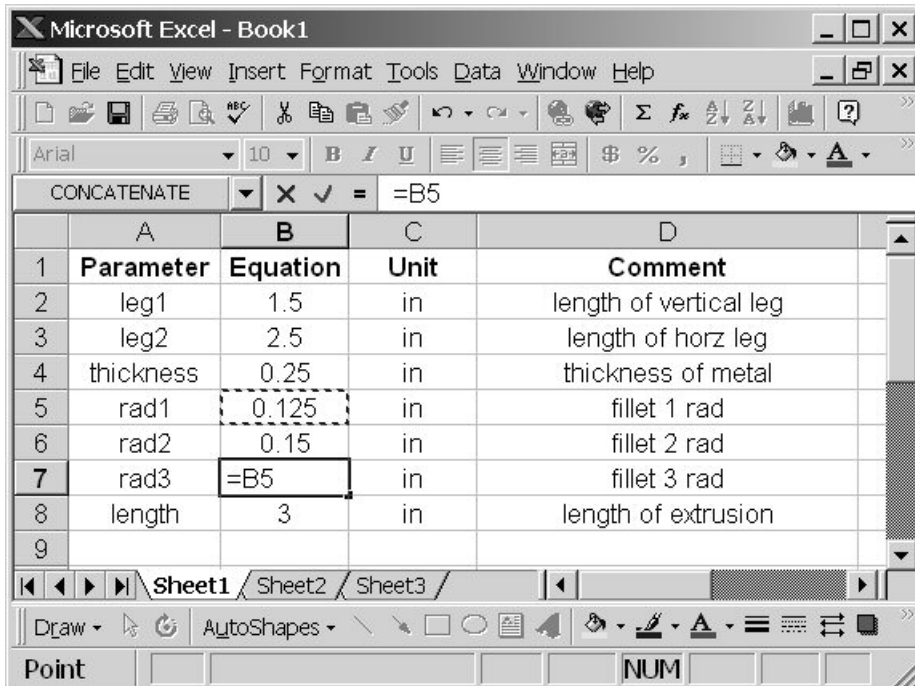 Microsoft Excel - Book1
File Edit View Insert Format Tools Data Window Help
ABC Σ fx A Z Z A ?
Arial 10 B I U $ % , A
CONCATENATE = =B5
A B C D
1 Parameter Equation Unit Comment
2 leg1 1.5 in length of vertical leg
3 leg2 2.5 in length of horz leg
4 thickness 0.25 in thickness of metal
5 rad1 0.125 in fillet 1 rad
6 rad2 0.15 in fillet 2 rad
7 rad3 =B5 in fillet 3 rad
8 length 3 in length of extrusion
9
Sheet1 / Sheet2 / Sheet3 /
Draw AutoShapes A A
Point NUM